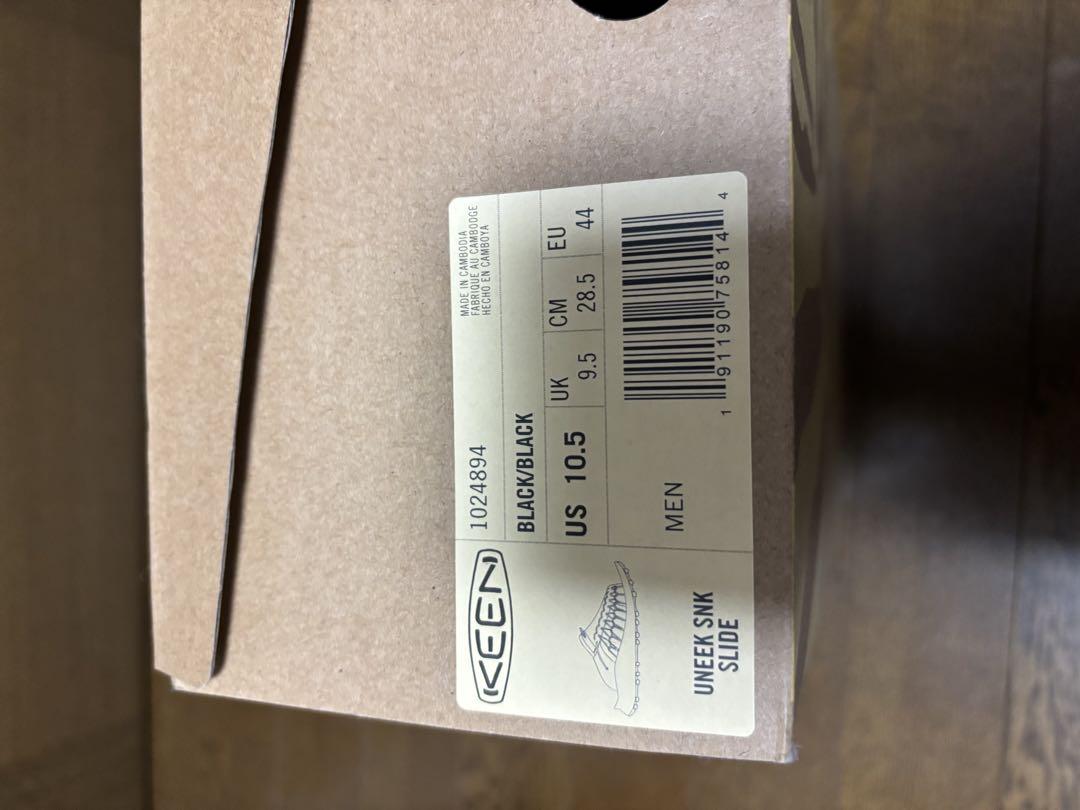 KEEN
1024894
MADE IN CAMBODIA
FABRIQUE AU CAMBODGE
HECHO EN CAMBOYA
BLACK/BLACK
US 10.5
UK
9.5
CM
28.5
EU
44
MEN
1 91190 75814 4
UNEEK SNK
SLIDE